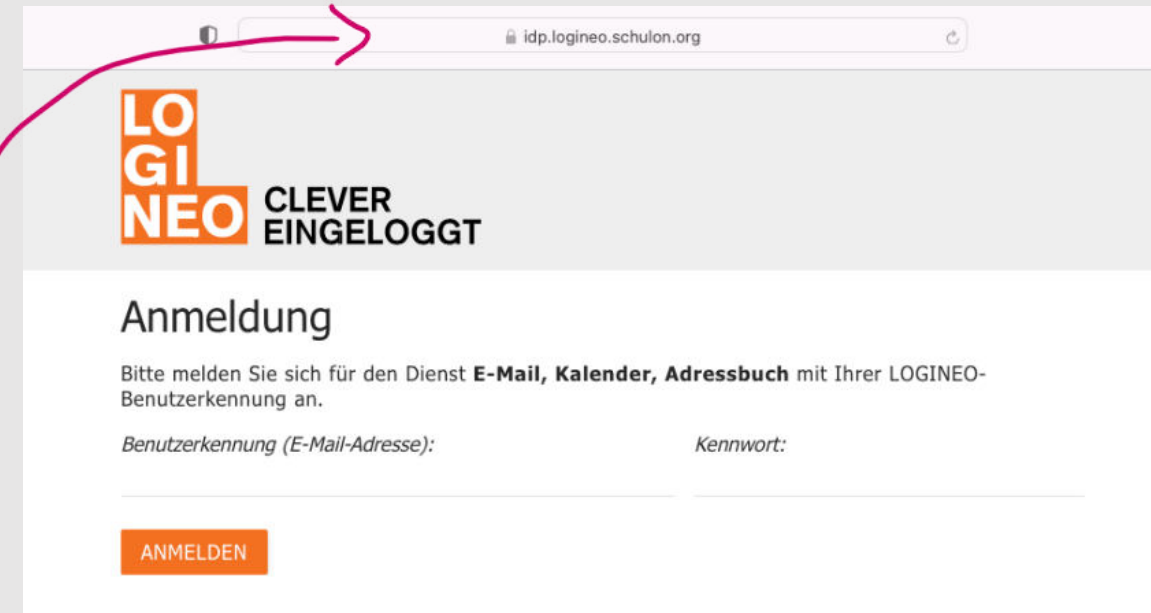 idp.logineo.schulon.org
LO
GI
NEO
CLEVER
EINGELOGGT
Anmeldung
Bitte melden Sie sich für den Dienst E-Mail, Kalender, Adressbuch mit Ihrer LOGINEO-
Benutzerkennung an.
Benutzerkennung (E-Mail-Adresse): Kennwort:
ANMELDEN